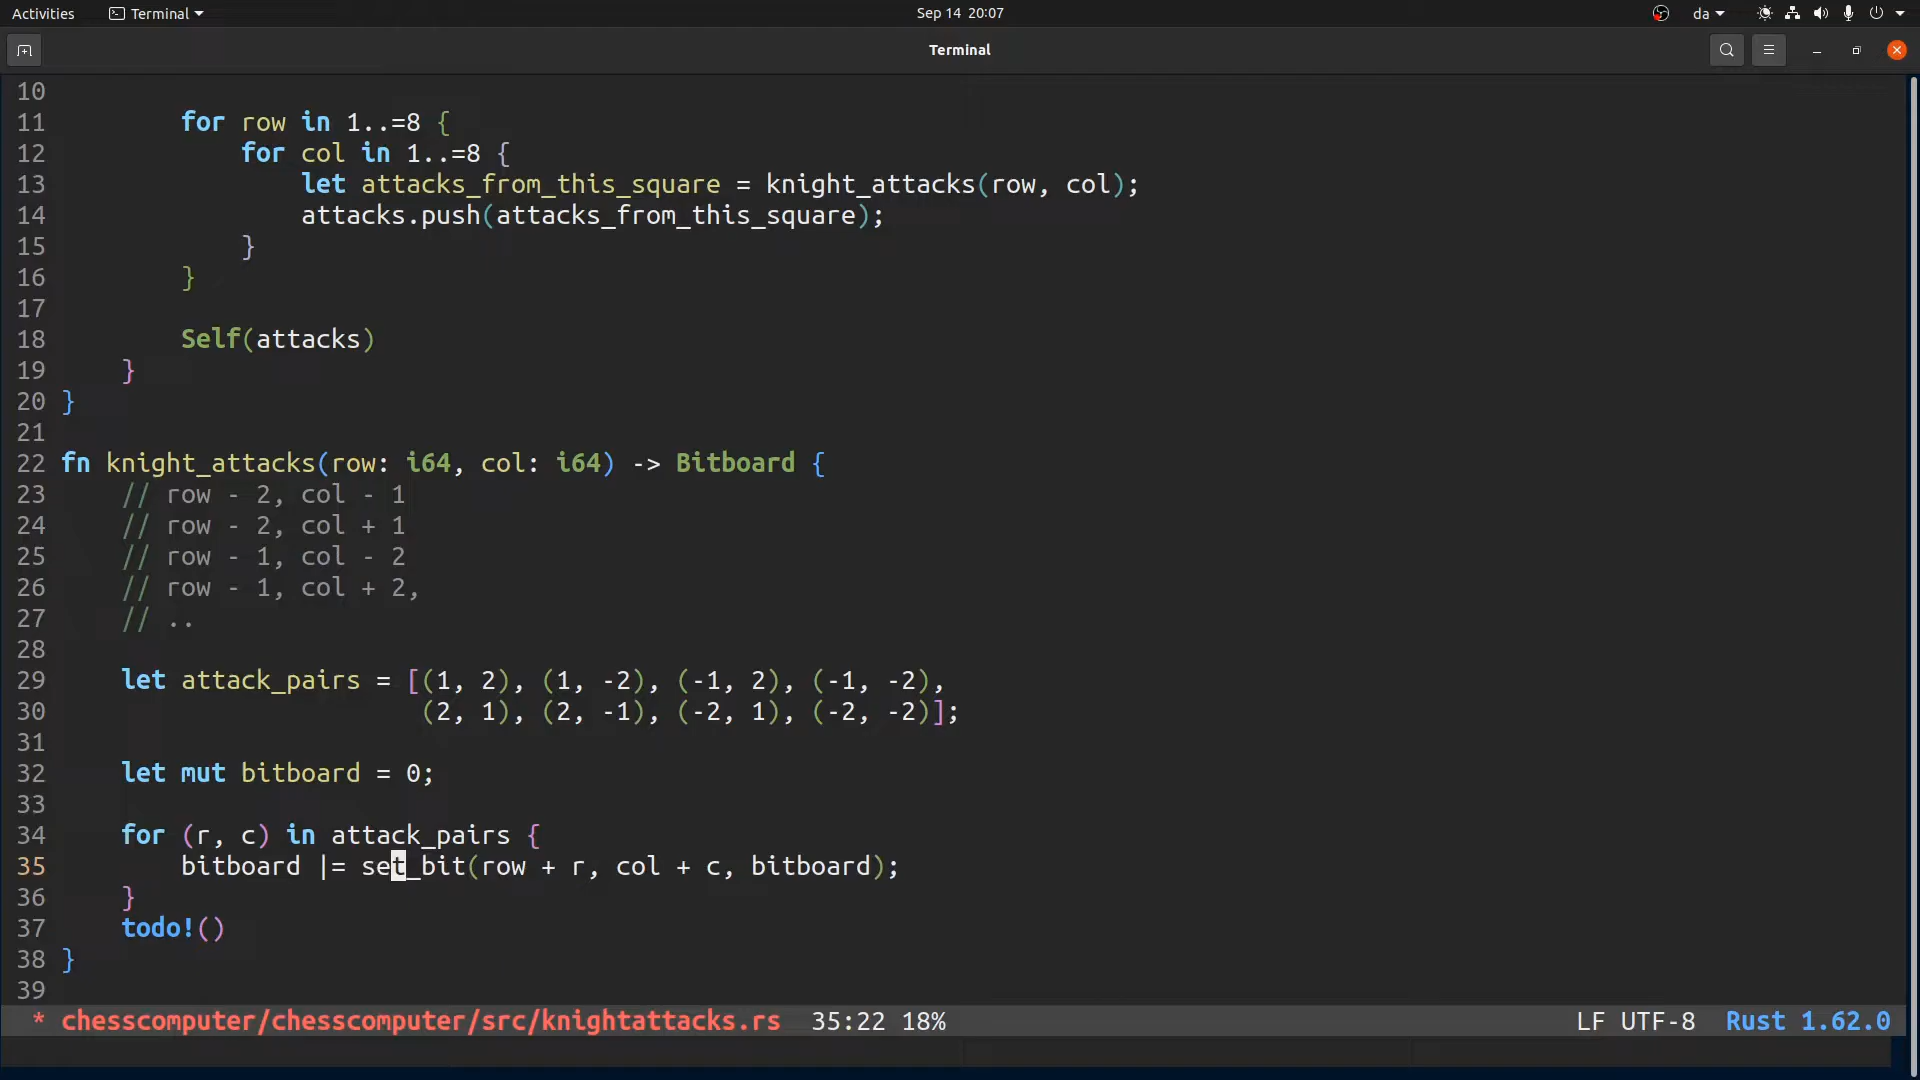 Activities Terminal Sep 14 20:07 da
Terminal
10
11         for row in 1..=8 {
12             for col in 1..=8 {
13                 let attacks_from_this_square = knight_attacks(row, col);
14                 attacks.push(attacks_from_this_square);
15             }
16         }
17
18         Self(attacks)
19     }
20 }
21
22 fn knight_attacks(row: i64, col: i64) -> Bitboard {
23     // row - 2, col - 1
24     // row - 2, col + 1
25     // row - 1, col - 2
26     // row - 1, col + 2,
27     // ..
28
29     let attack_pairs = [(1, 2), (1, -2), (-1, 2), (-1, -2),
30                         (2, 1), (2, -1), (-2, 1), (-2, -2)];
31
32     let mut bitboard = 0;
33
34     for (r, c) in attack_pairs {
35         bitboard |= set_bit(row + r, col + c, bitboard);
36     }
37     todo!()
38 }
39
* chesscomputer/chesscomputer/src/knightattacks.rs 35:22 18% LF UTF-8 Rust 1.62.0